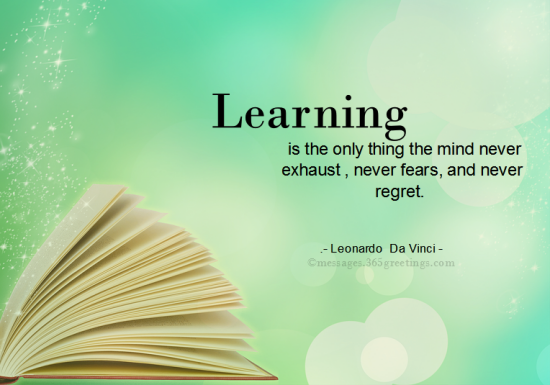 Learning
is the only thing the mind never
exhaust , never fears, and never
regret.
.- Leonardo Da Vinci -
©messages.365greetings.com